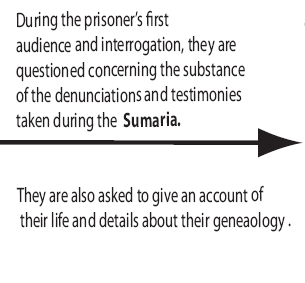 During the prisoner's first
audience and interrogation, they are
questioned concerning the substance
of the denunciations and testimonies
taken during the Sumaria.
They are also asked to give an account of
their life and details about their geneaology .